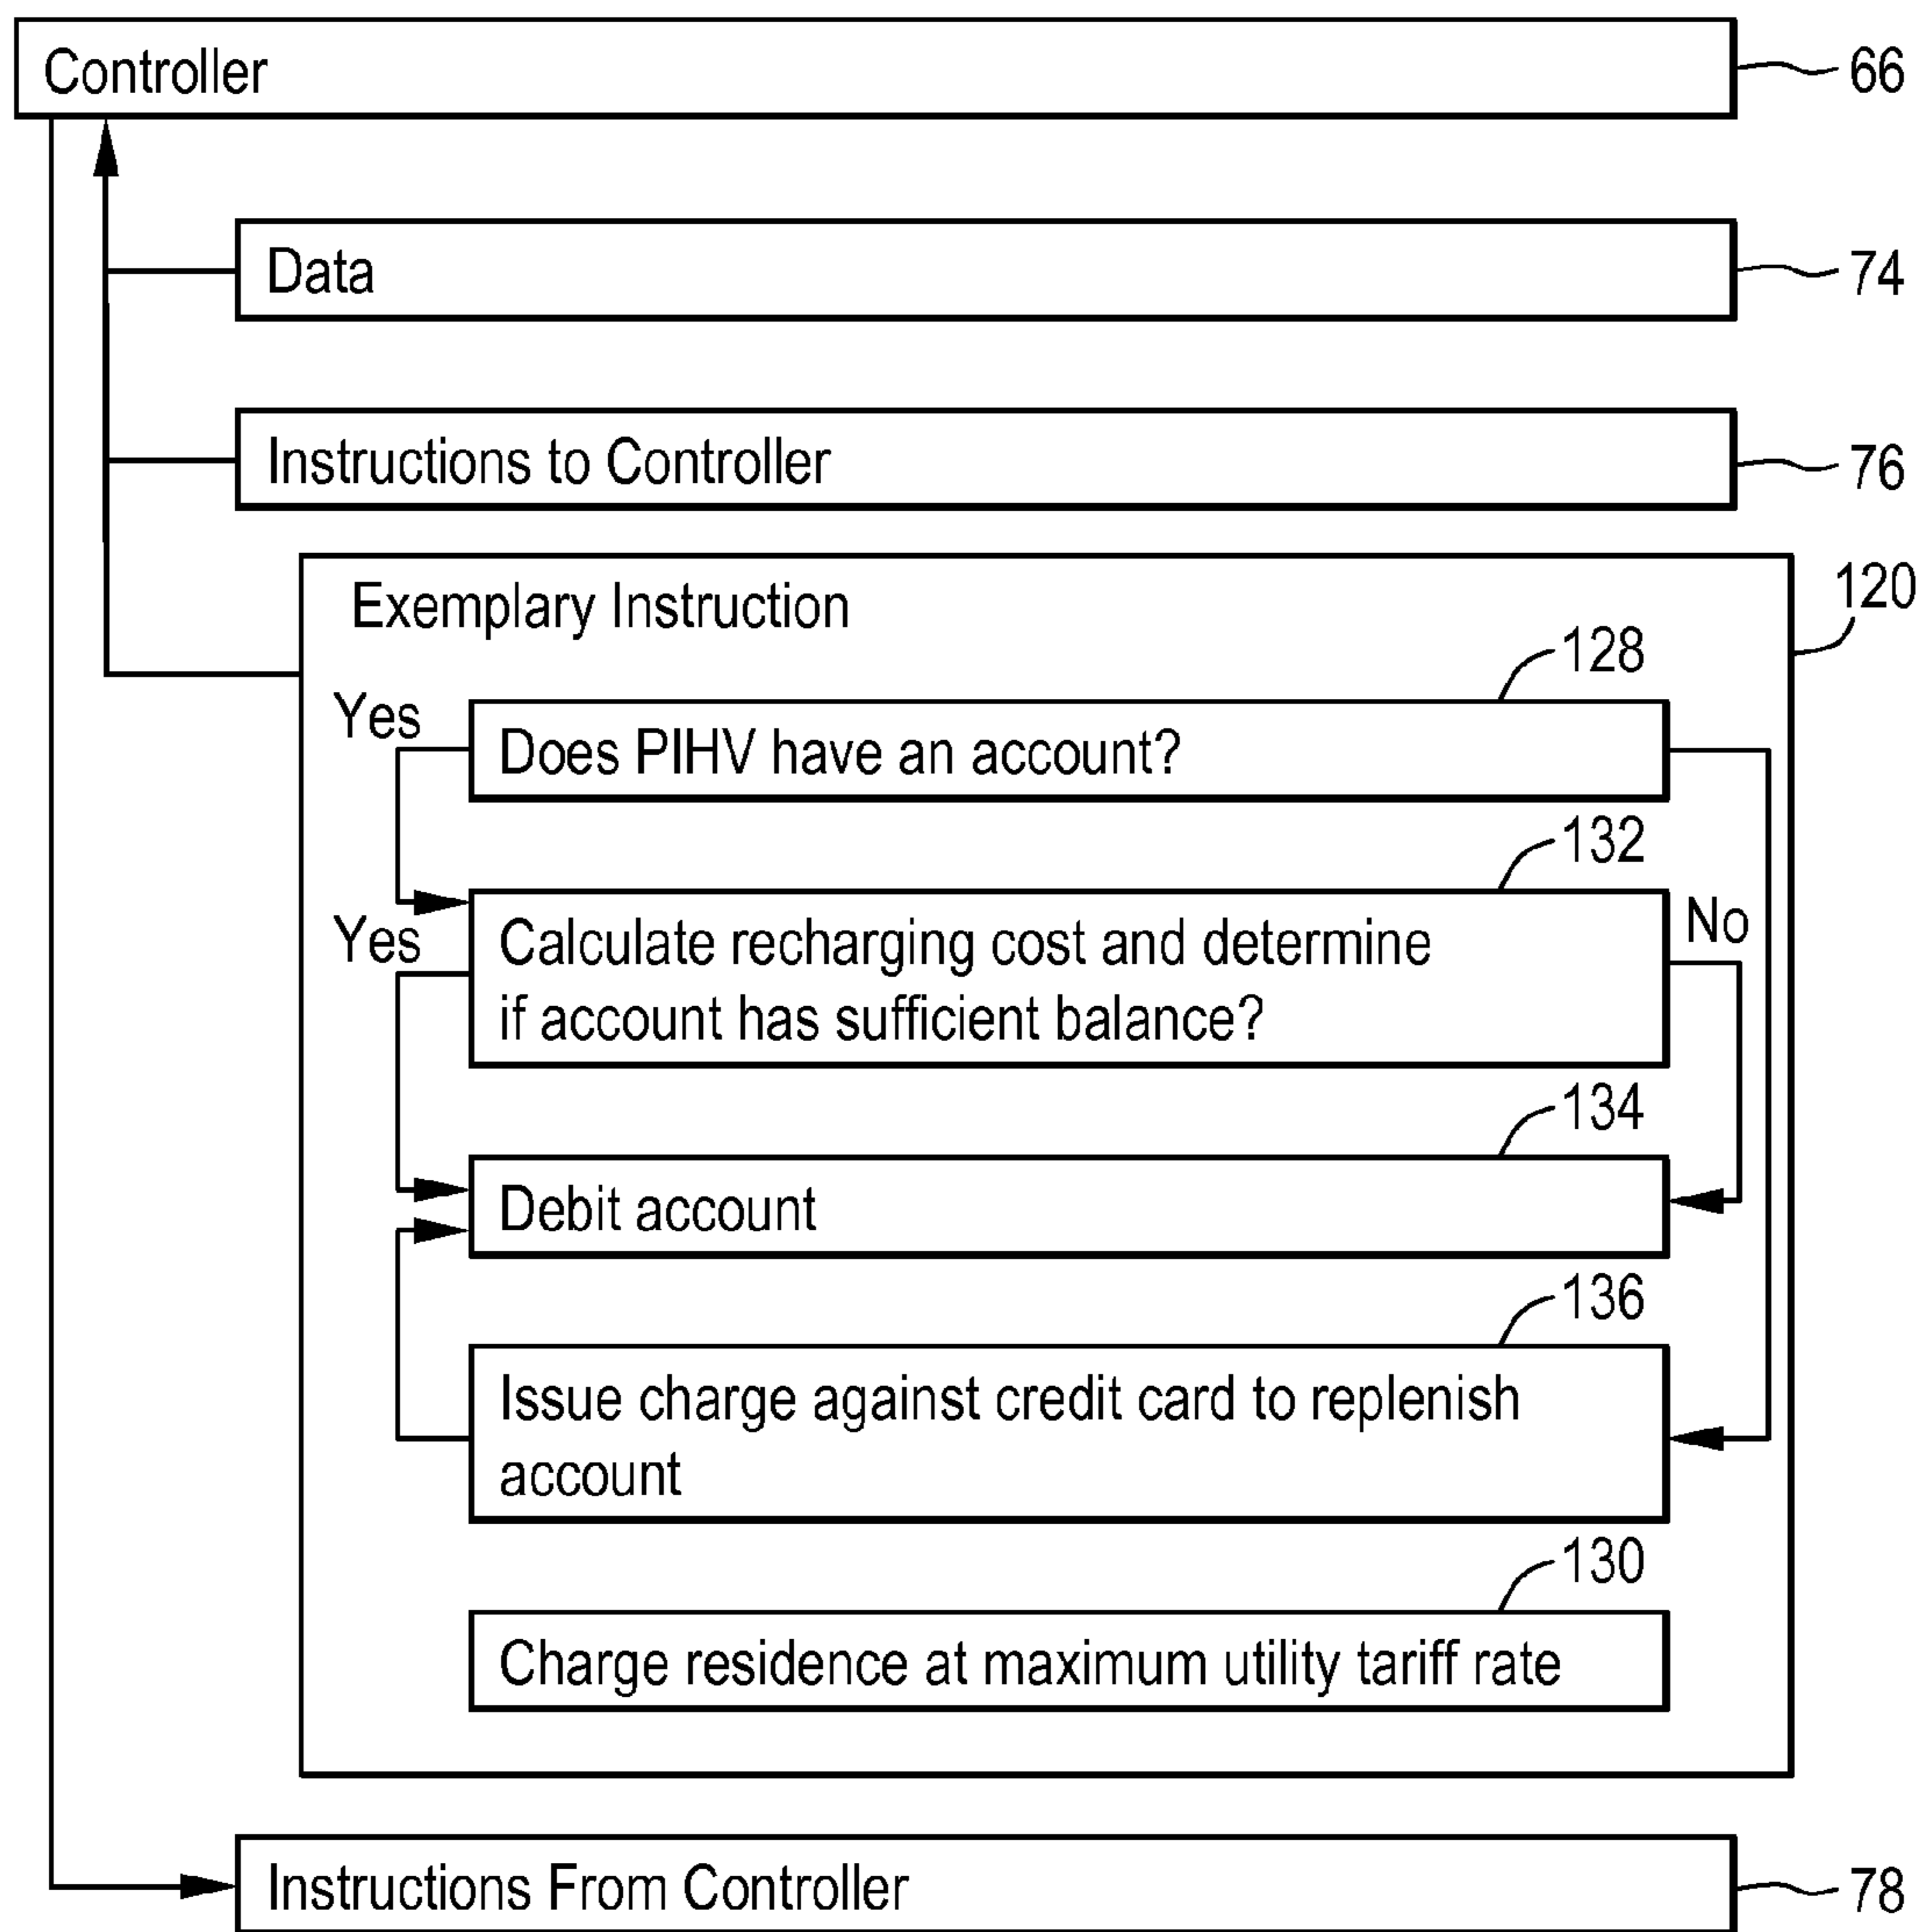 Controller
66
Data
74
Instructions to Controller
76
120
Exemplary Instruction
128
Yes
Does PIHV have an account?
132
Yes
No
Calculate recharging cost and determine
if account has sufficient balance?
134
Debit account
136
Issue charge against credit card to replenish
account
130
Charge residence at maximum utility tariff rate
Instructions From Controller
78